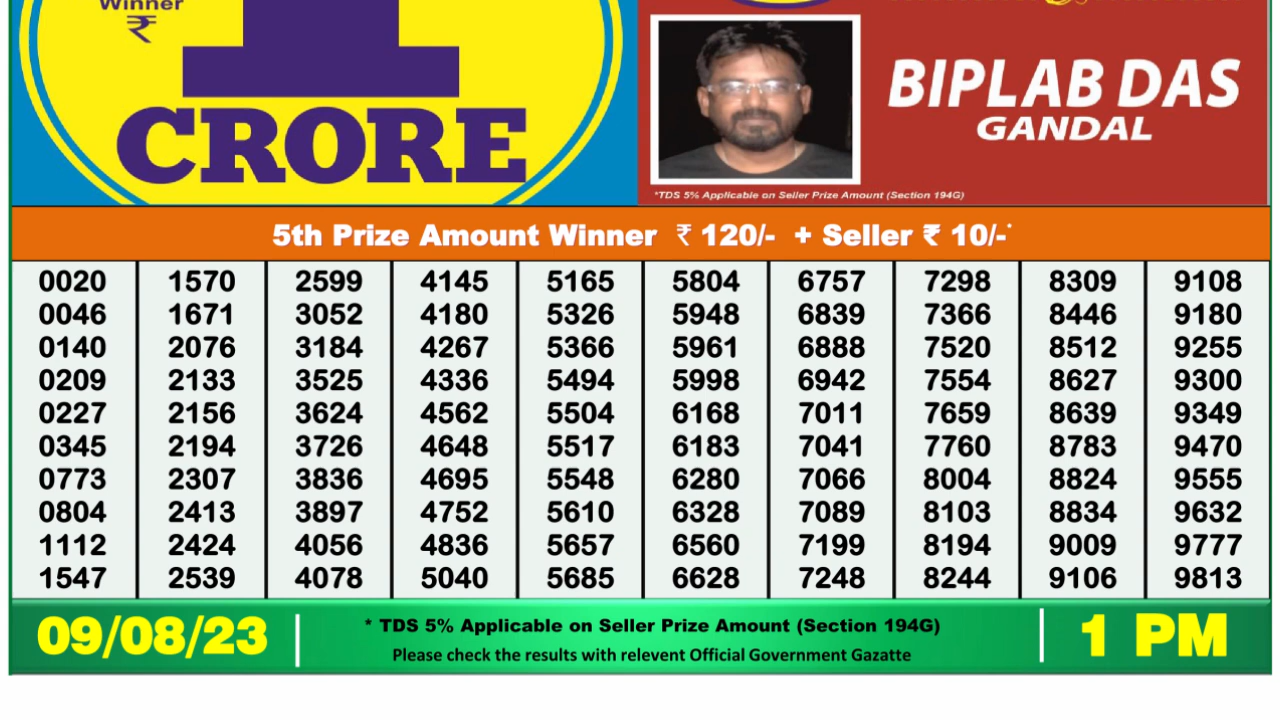 Winner
₹
1
CRORE
BIPLAB DAS
GANDAL
*TDS 5% Applicable on Seller Prize Amount (Section 194G)
5th Prize Amount Winner ₹ 120/- + Seller ₹ 10/-*
0020 1570 2599 4145 5165 5804 6757 7298 8309 9108
0046 1671 3052 4180 5326 5948 6839 7366 8446 9180
0140 2076 3184 4267 5366 5961 6888 7520 8512 9255
0209 2133 3525 4336 5494 5998 6942 7554 8627 9300
0227 2156 3624 4562 5504 6168 7011 7659 8639 9349
0345 2194 3726 4648 5517 6183 7041 7760 8783 9470
0773 2307 3836 4695 5548 6280 7066 8004 8824 9555
0804 2413 3897 4752 5610 6328 7089 8103 8834 9632
1112 2424 4056 4836 5657 6560 7199 8194 9009 9777
1547 2539 4078 5040 5685 6628 7248 8244 9106 9813
09/08/23
* TDS 5% Applicable on Seller Prize Amount (Section 194G)
Please check the results with relevent Official Government Gazatte
1 PM